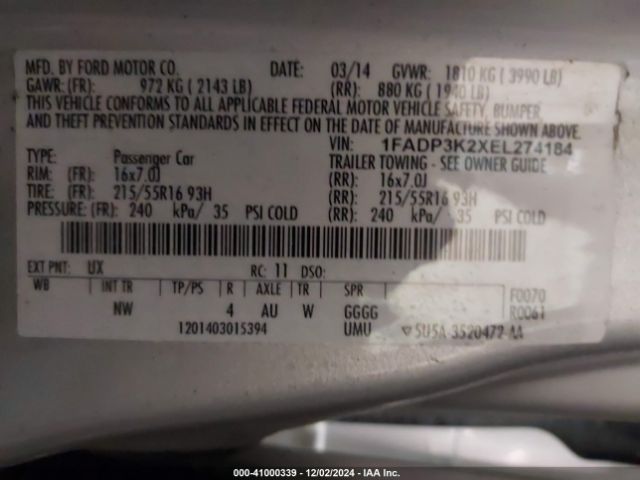 MFD. BY FORD MOTOR CO. DATE: 03/14 GVWR: 1810 KG ( 3990 LB)
GAWR: (FR): 972 KG ( 2143 LB) (RR): 880 KG ( 1940 LB)
THIS VEHICLE CONFORMS TO ALL APPLICABLE FEDERAL MOTOR VEHICLE SAFETY, BUMPER,
AND THEFT PREVENTION STANDARDS IN EFFECT ON THE DATE OF MANUFACTURE SHOWN ABOVE.
VIN: 1FADP3K2XEL274184
TYPE: Passenger Car TRAILER TOWING - SEE OWNER GUIDE
RIM: (FR): 16x7.0J (RR): 16x7.0J
TIRE: (FR): 215/55R16 93H (RR): 215/55R16 93H
PRESSURE: (FR): 240 kPa/ 35 PSI COLD (RR): 240 kPa/ 35 PSI COLD
EXT PNT: UX RC: 11 DSO:
WB INT TR TP/PS R AXLE TR SPR F0070
NW 4 AU W GGGG R0061
1201403015394 UMU 5U5A-3520472-AA
000-41000339 - 12/02/2024 - IAA Inc.